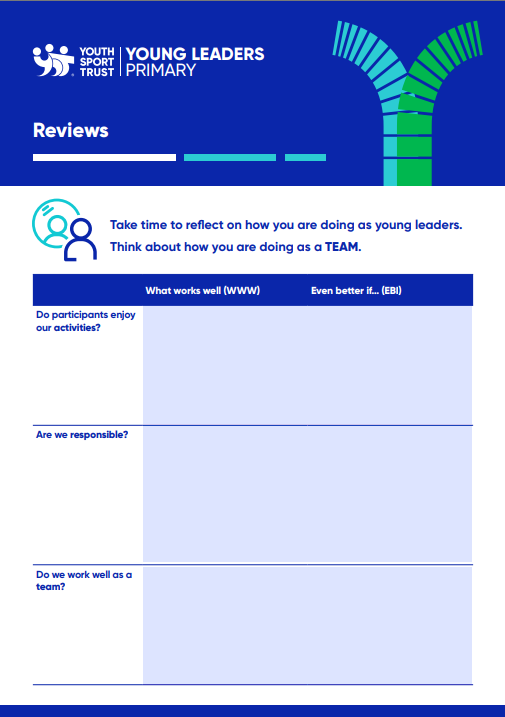 YOUTH
SPORT
TRUST
YOUNG LEADERS
PRIMARY
Reviews
Take time to reflect on how you are doing as young leaders.
Think about how you are doing as a TEAM.
What works well (WWW)
Even better if... (EBI)
Do participants enjoy
our activities?
Are we responsible?
Do we work well as a
team?